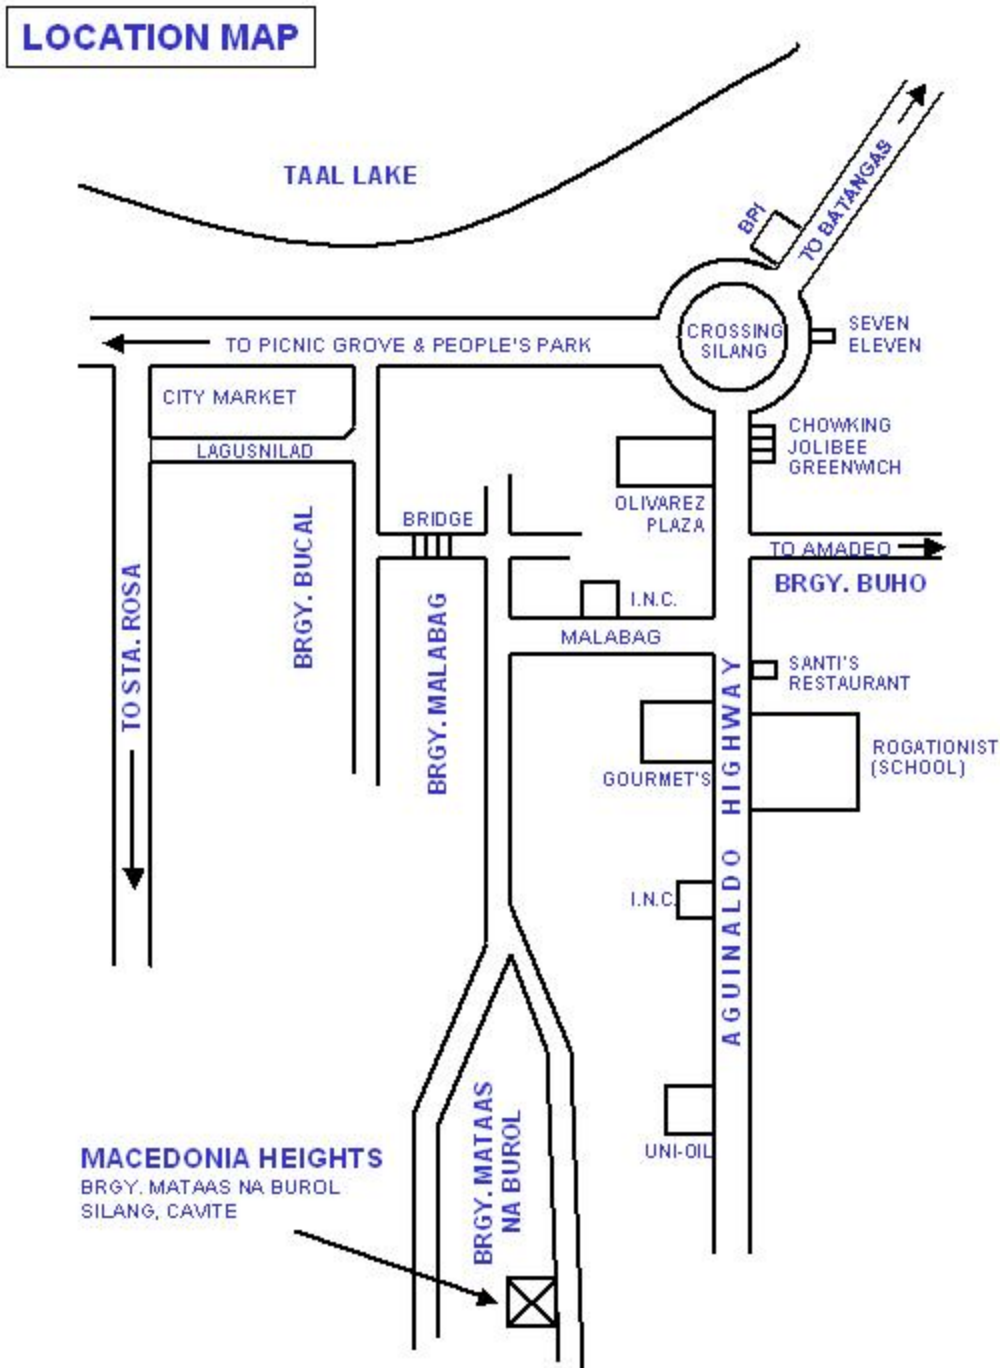 LOCATION MAP
TAAL LAKE
BPI
TO BATANGAS
CROSSING
SILANG
SEVEN
ELEVEN
TO PICNIC GROVE & PEOPLE'S PARK
CITY MARKET
LAGUSNILAD
CHOWKING
JOLIBEE
GREENWICH
OLIVAREZ
PLAZA
BRIDGE
TO AMADEO
BRGY. BUHO
BRGY. BUCAL
TO STA. ROSA
BRGY. MALABAG
I.N.C.
MALABAG
SANTI'S
RESTAURANT
GOURMET'S
ROGATIONIST
(SCHOOL)
AGUINALDO HIGHWAY
I.N.C.
UNI-OIL
BRGY. MATAAS
NA BUROL
MACEDONIA HEIGHTS
BRGY. MATAAS NA BUROL
SILANG, CAVITE